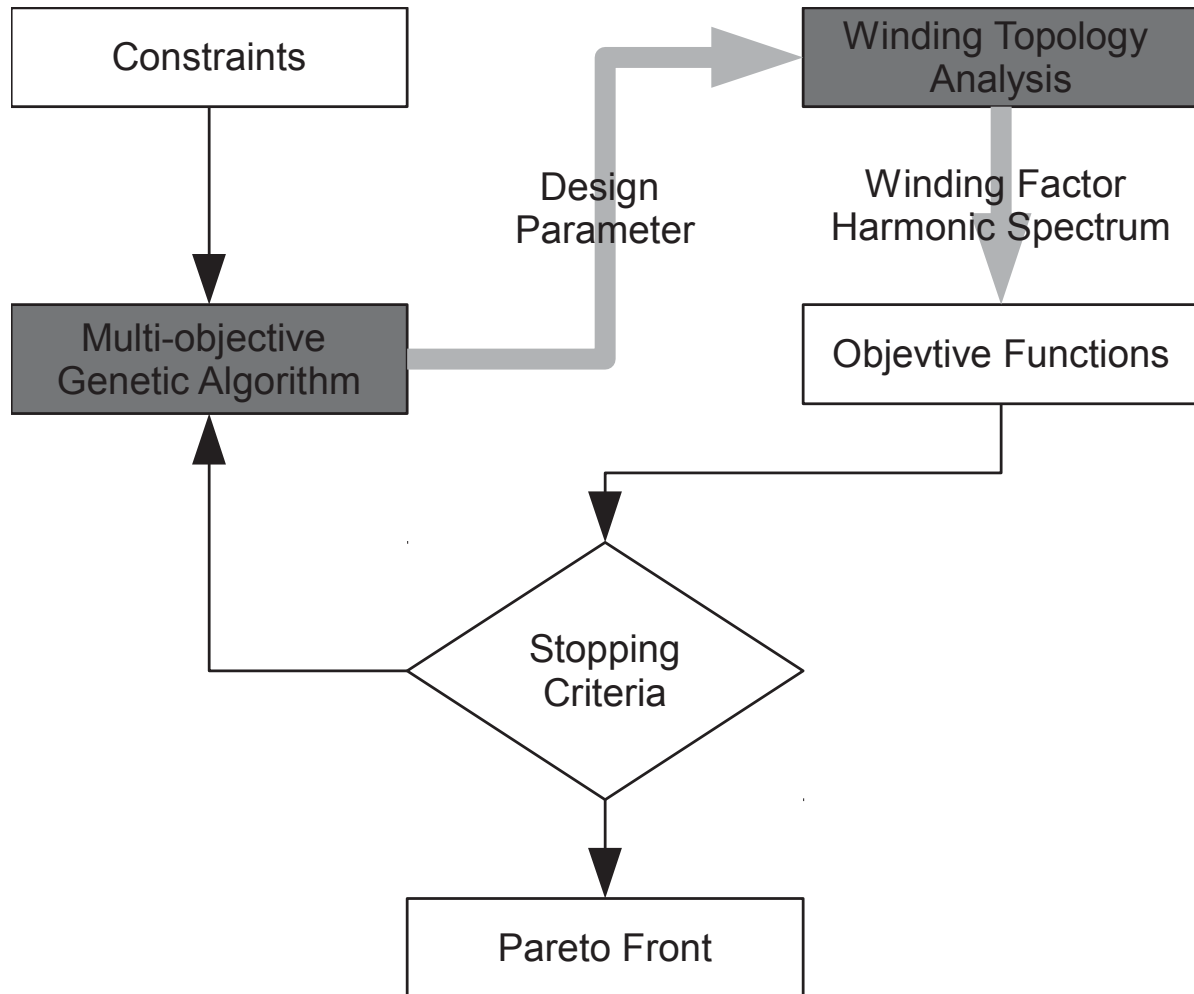 Constraints
Winding Topology
Analysis
Design
Parameter
Winding Factor
Harmonic Spectrum
Multi-objective
Genetic Algorithm
Objevtive Functions
Stopping
Criteria
Pareto Front